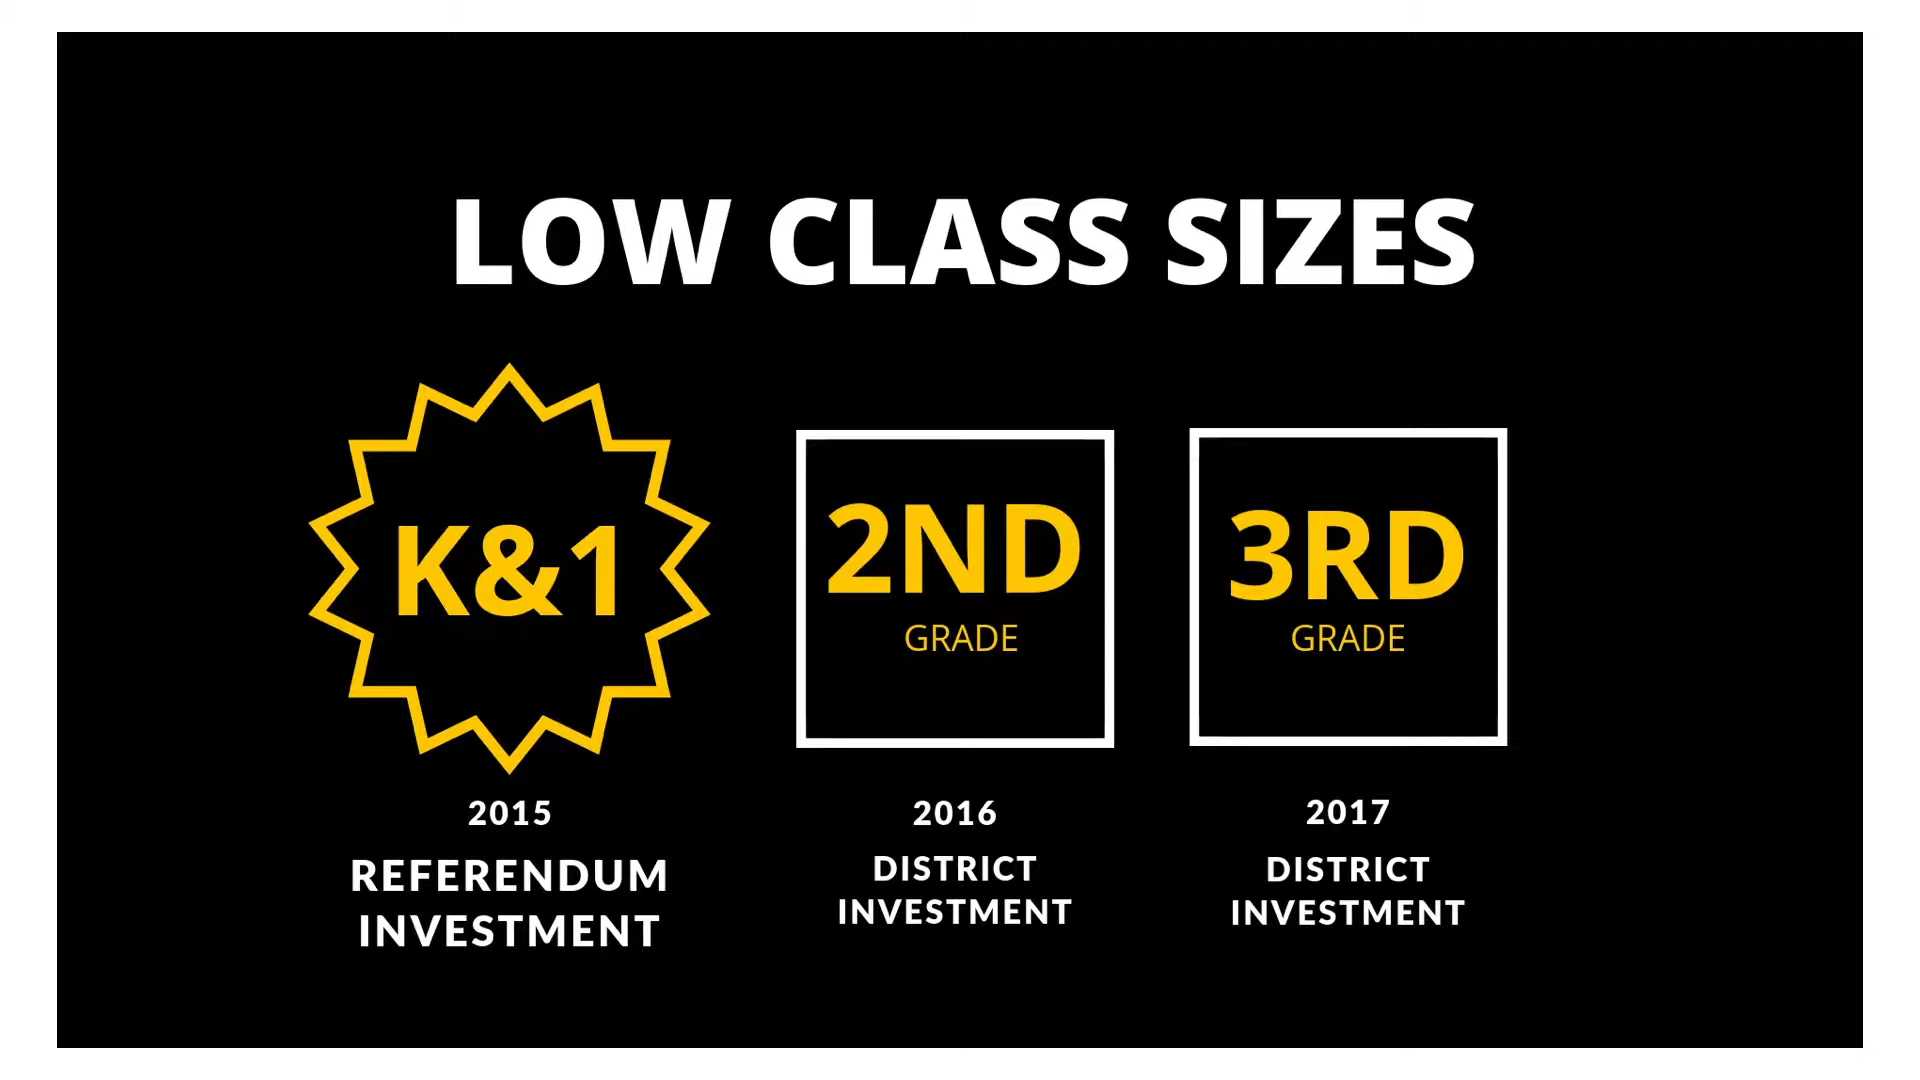 LOW CLASS SIZES
K&1
2015
REFERENDUM
INVESTMENT
2ND
GRADE
2016
DISTRICT
INVESTMENT
3RD
GRADE
2017
DISTRICT
INVESTMENT